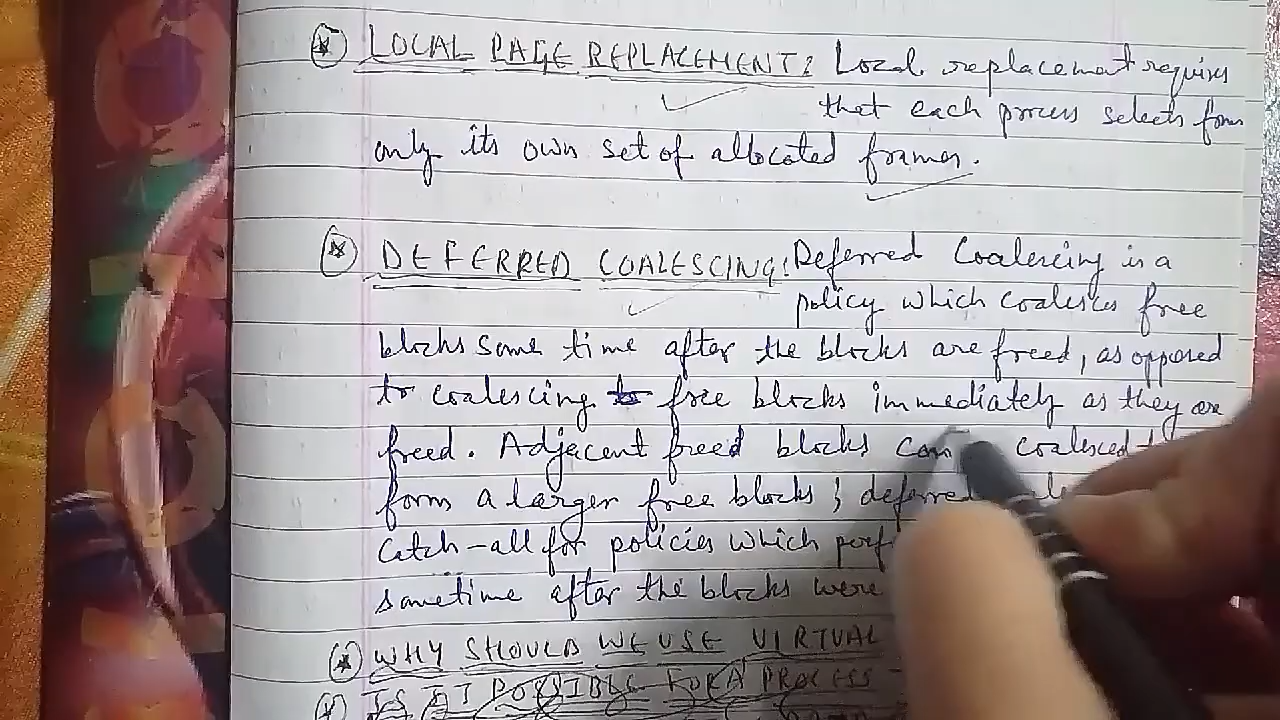 LOCAL PAGE REPLACEMENT: Local replacement requires
that each process selects from
only its own set of allocated frames.
DEFERRED COALESCING: Deferred Coalescing is a
policy which coalesces free
blocks some time after the blocks are freed, as opposed
to coalescing free blocks immediately as they are
freed. Adjacent freed blocks can coalesced
form a larger free blocks; deferred
catch-all for policies which
sometime after the blocks were
WHY SHOULD WE USE VIRTUAL
IS IT POSSIBLE FOR A PROCESS